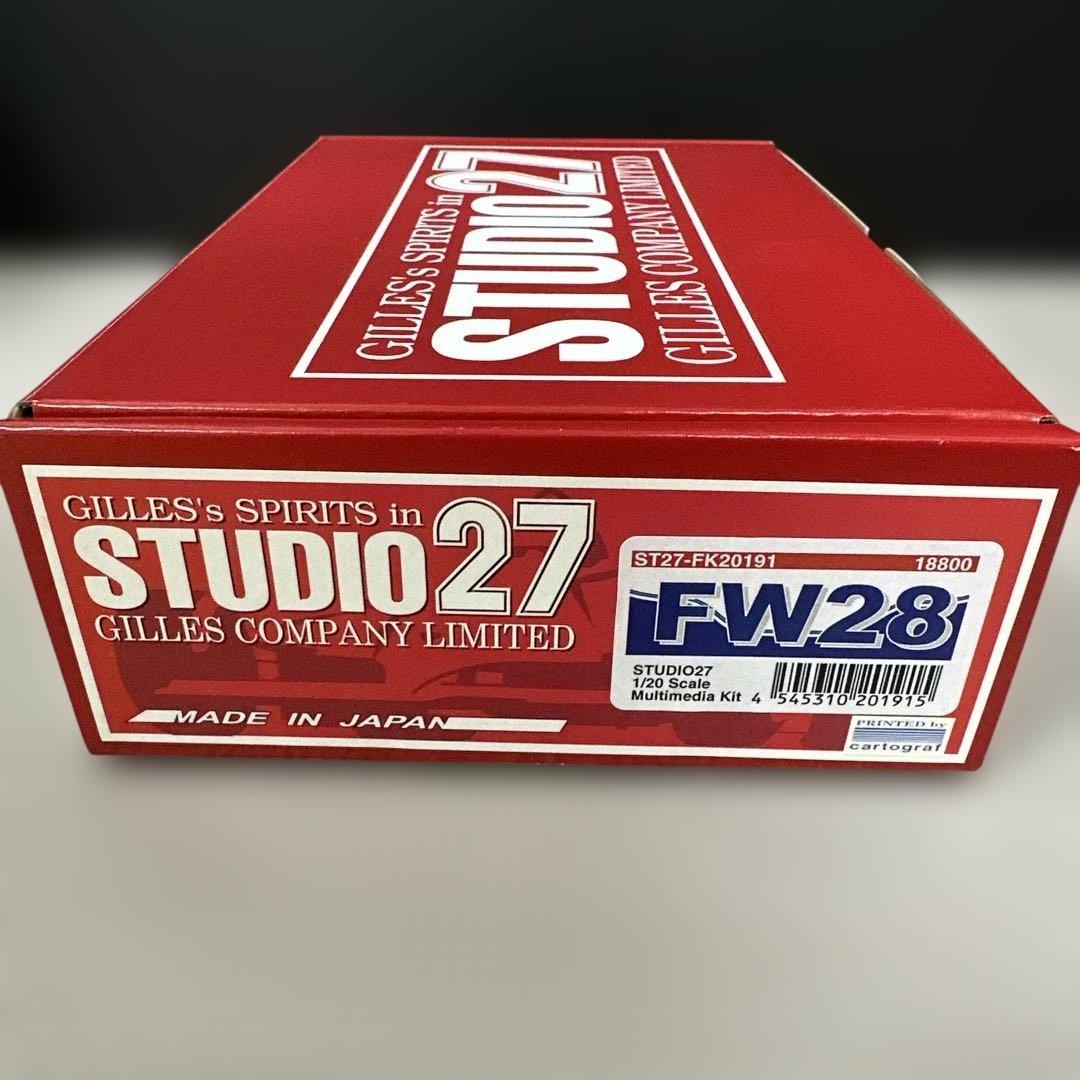 GILLES's SPIRITS in
STUDIO27
GILLES COMPANY LIMITED
GILLES's SPIRITS in
STUDIO27
GILLES COMPANY LIMITED
MADE IN JAPAN
ST27-FK20191 18800
FW28
STUDIO27
1/20 Scale
Multimedia Kit 4 545310 201915
PRINTED by
cartograf